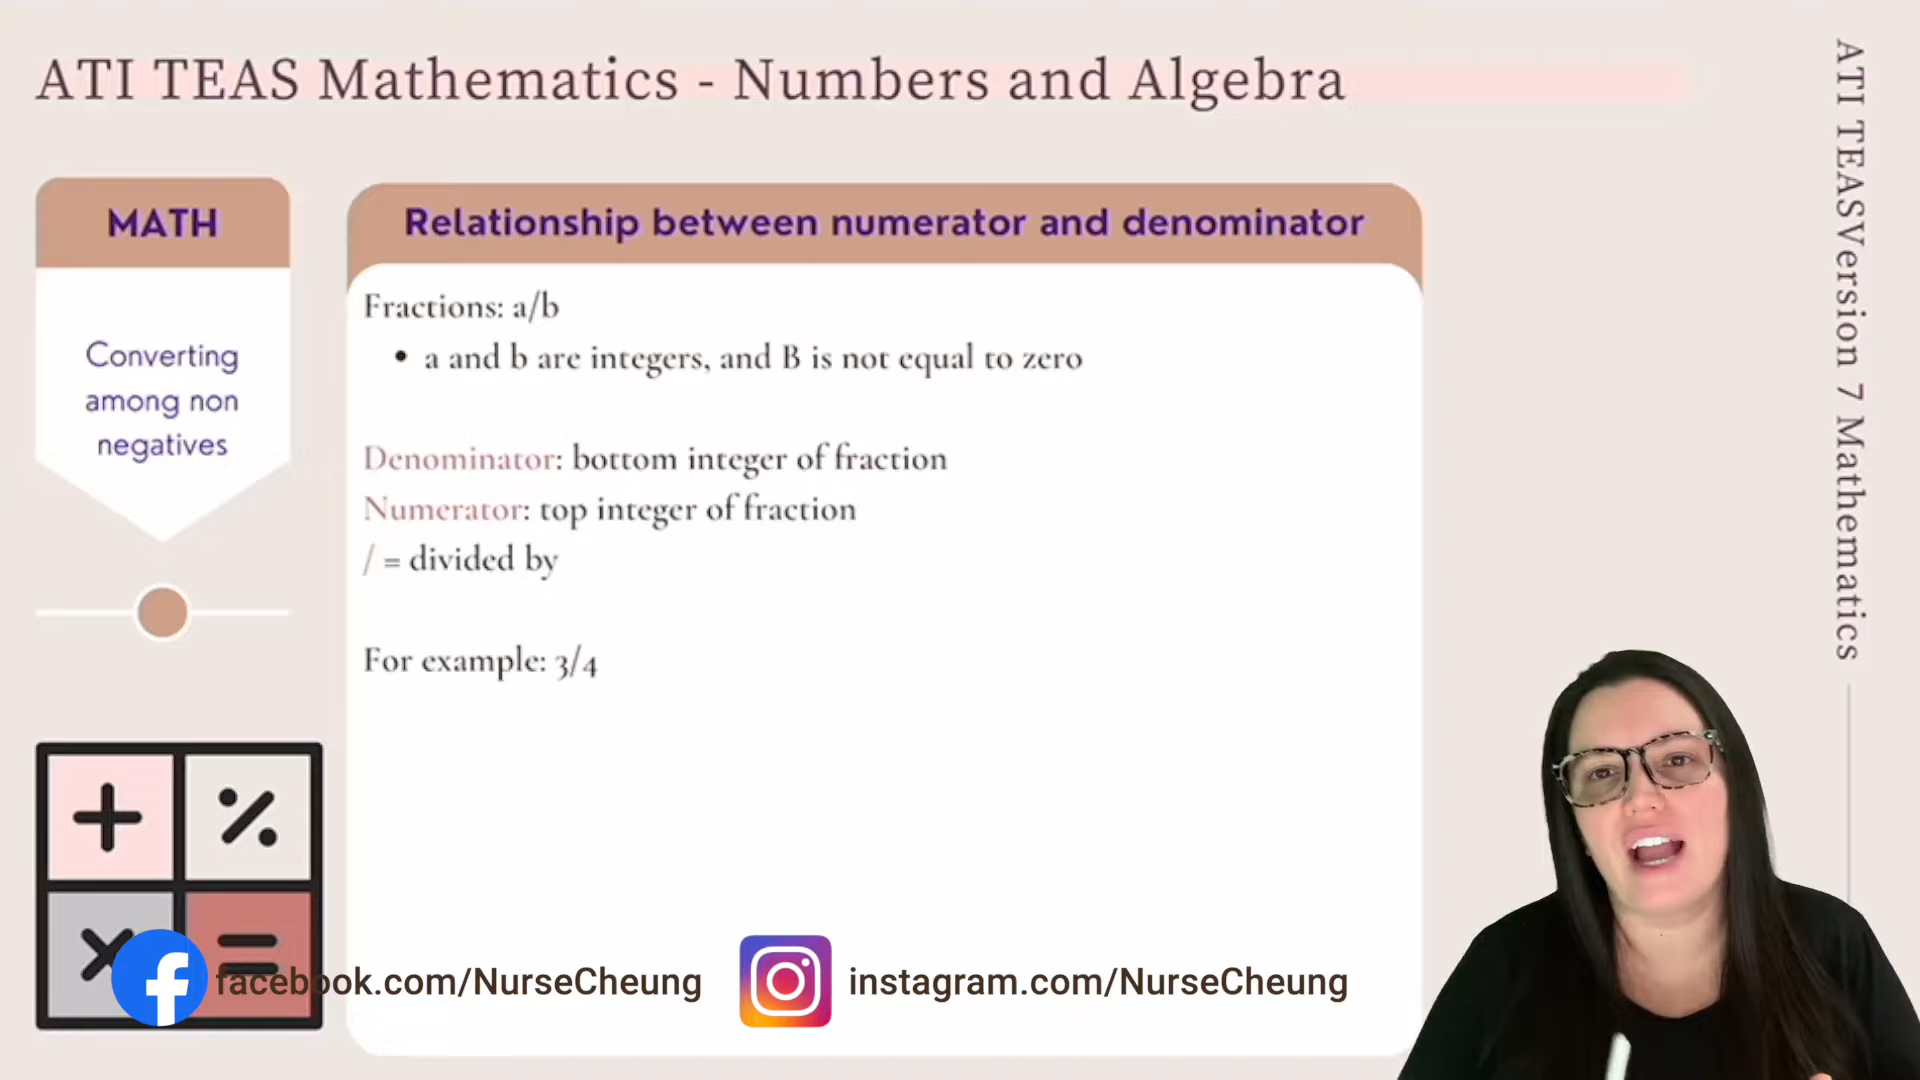 ATI TEAS Mathematics - Numbers and Algebra
MATH
Converting
among non
negatives
Relationship between numerator and denominator
Fractions: a/b
• a and b are integers, and B is not equal to zero
Denominator: bottom integer of fraction
Numerator: top integer of fraction
/ = divided by
For example: 3/4
facebook.com/NurseCheung
instagram.com/NurseCheung
ATI TEASVersion 7 Mathematics